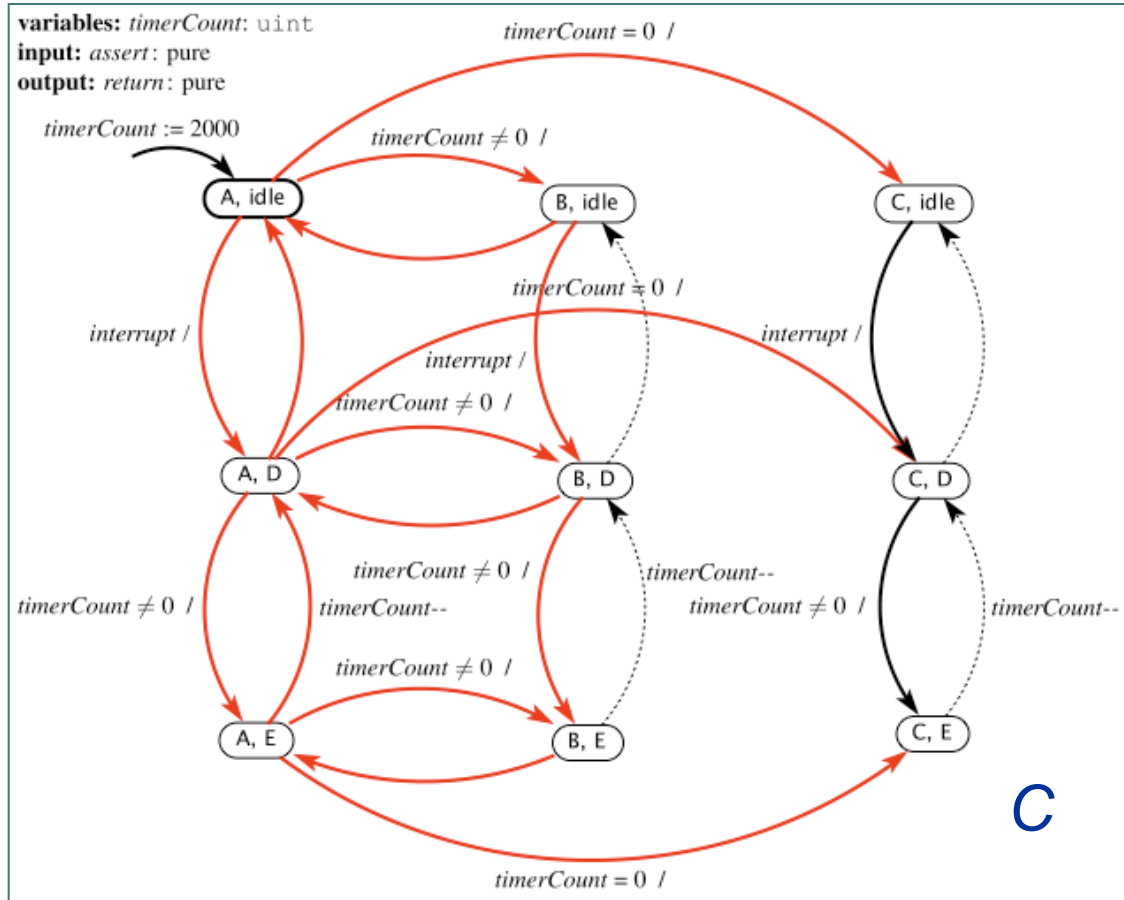 variables: timerCount: uint
input: assert: pure
output: return: pure
timerCount = 0 /
timerCount := 2000
timerCount ≠ 0 /
A, idle
B, idle
C, idle
timerCount = 0 /
interrupt /
interrupt /
interrupt /
timerCount ≠ 0 /
A, D
B, D
C, D
timerCount ≠ 0 /
timerCount--
timerCount ≠ 0 /
timerCount--
timerCount ≠ 0 /
timerCount--
timerCount ≠ 0 /
A, E
B, E
C, E
C
timerCount = 0 /